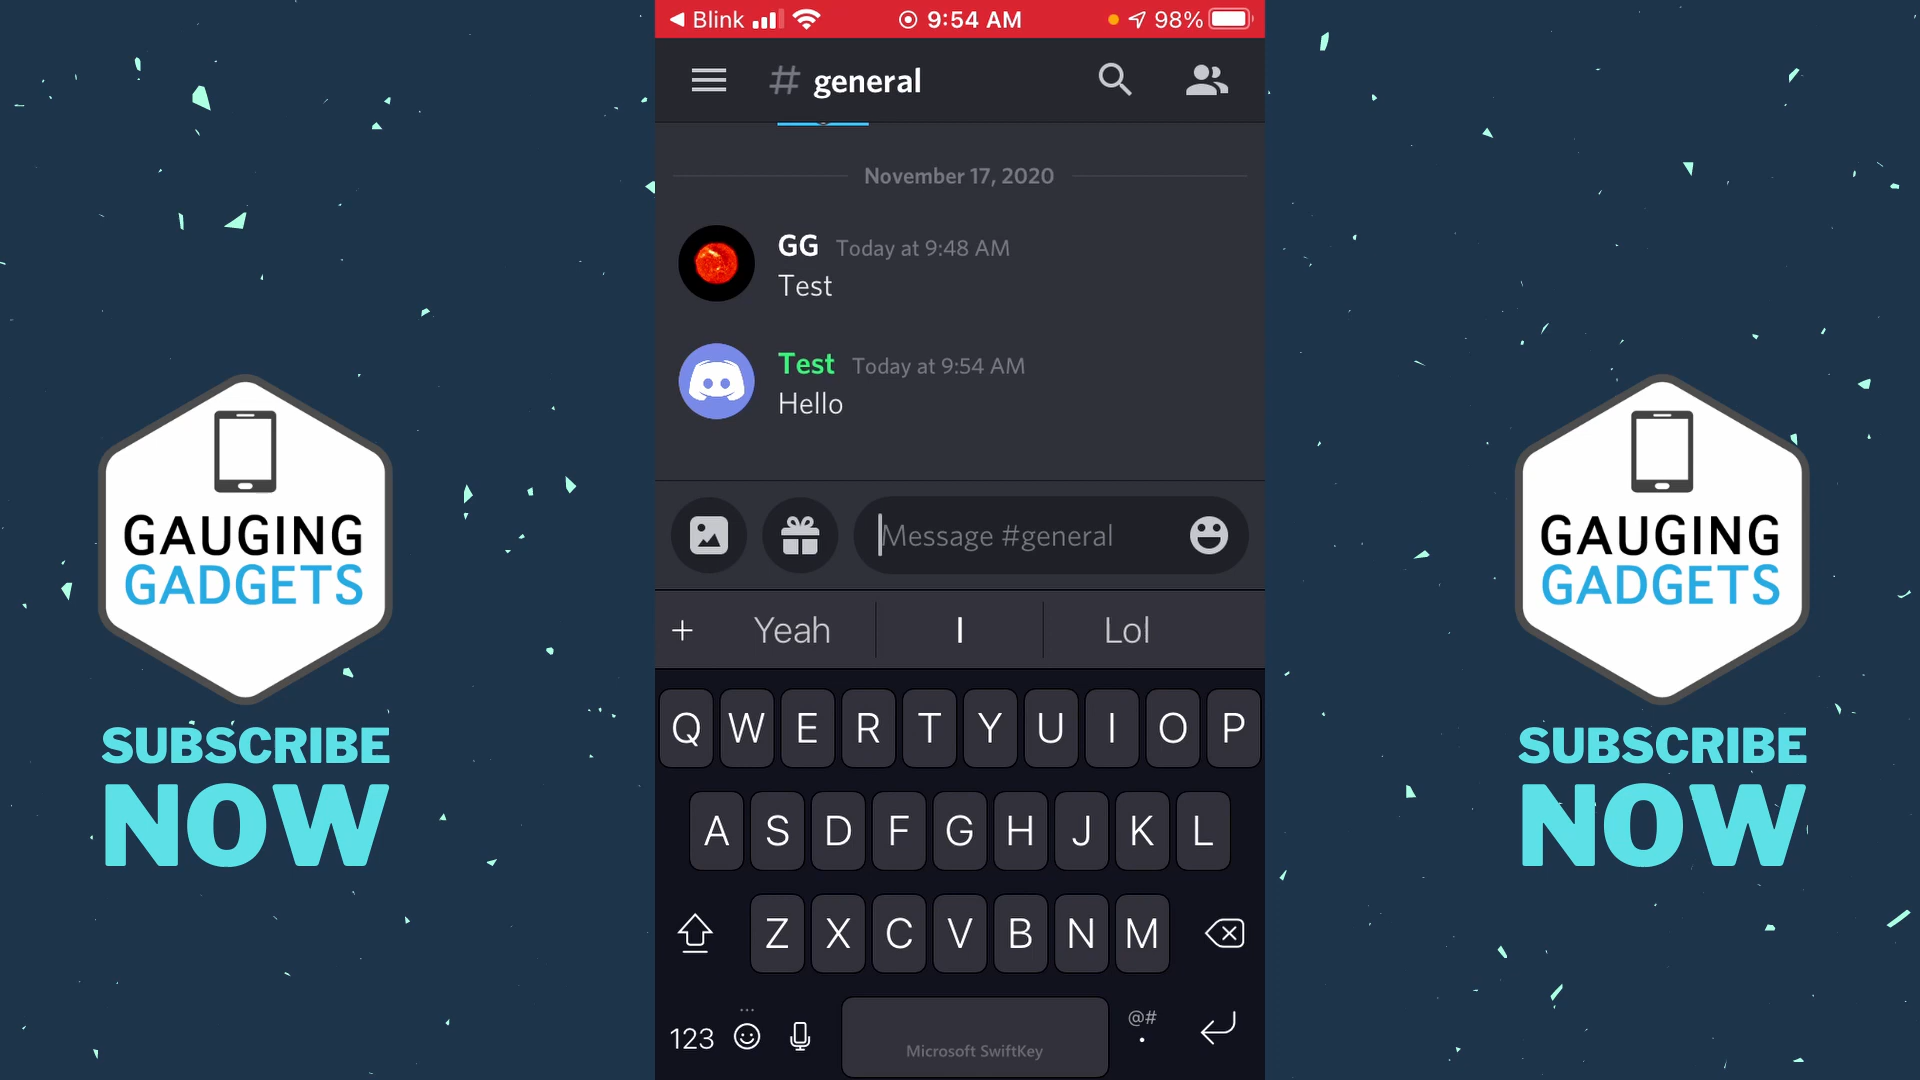 Blink
9:54 AM
98%
# general
November 17, 2020
GG Today at 9:48 AM
Test
Test Today at 9:54 AM
Hello
Message #general
+ Yeah I Lol
Q W E R T Y U I O P
A S D F G H J K L
Z X C V B N M
123
@#
.
Microsoft SwiftKey
GAUGING
GADGETS
SUBSCRIBE
NOW
GAUGING
GADGETS
SUBSCRIBE
NOW